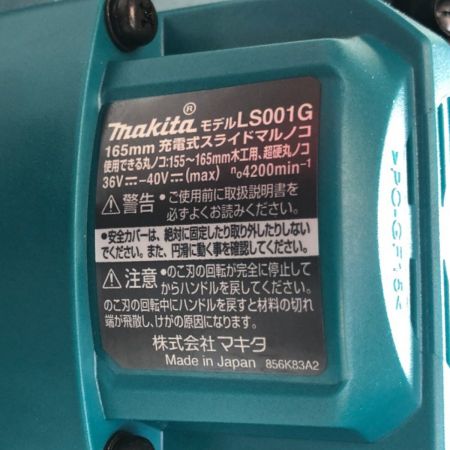 makita® モデルLS001G
165mm 充電式スライドマルノコ
使用できる丸ノコ:155～165mm木工用、超硬丸ノコ
36V⎓-40V⎓(max) n₀4200min⁻¹
⚠警告 ●ご使用前に取扱説明書を
必ずよくお読みください。
●安全カバーは、絶対に固定したり取り外したりしない
でください。また、円滑に動く事を確認してください。
⚠注意 ●のこ刃の回転が完全に停止して
からハンドルを戻してください。
のこ刃の回転中にハンドルを戻すと材料の切れ
端が飛散し、けがの原因になります。
株式会社マキタ
Made in Japan 856K83A2
>PC-GF15<